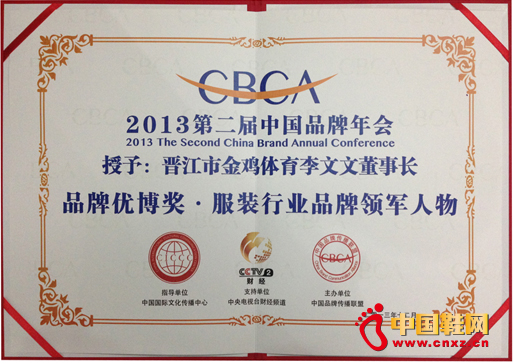 CBCA
2013第二届中国品牌年会
2013 The Second China Brand Annual Conference
授予：晋江市金鸡体育李文文董事长
品牌优博奖·服装行业品牌领军人物
CCTV 2
财经
CBCA
指导单位 支持单位 主办单位
中国国际文化传播中心 中央电视台财经频道 中国品牌传播联盟
中国鞋网
www.cnxz.cn